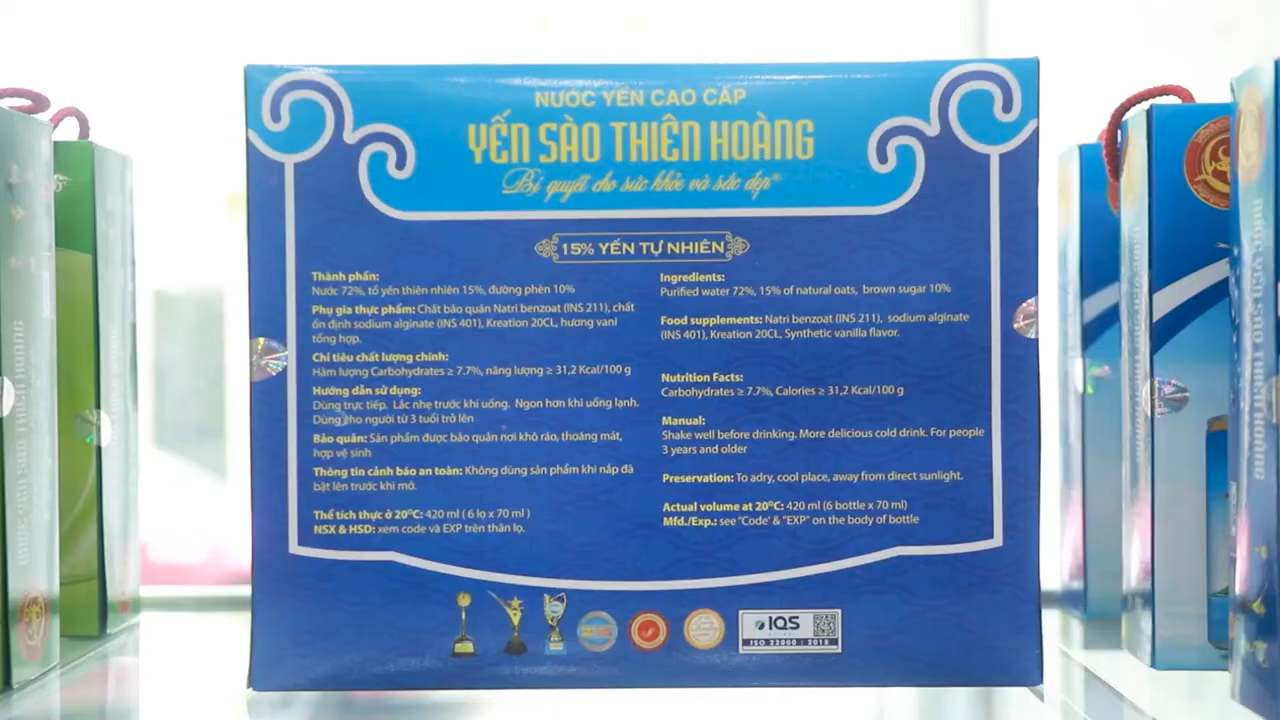 NƯỚC YẾN CAO CẤP
YẾN SÀO THIÊN HOÀNG
Bí quyết cho sức khỏe và sắc đẹp®
15% YẾN TỰ NHIÊN
Thành phần:
Nước 72%, tổ yến thiên nhiên 15%, đường phèn 10%
Phụ gia thực phẩm: Chất bảo quản Natri benzoat (INS 211), chất
ổn định sodium alginate (INS 401), Kreation 20CL, hương vani
tổng hợp.
Chỉ tiêu chất lượng chính:
Hàm lượng Carbohydrates ≥ 7.7%, năng lượng ≥ 31,2 Kcal/100 g
Hướng dẫn sử dụng:
Dùng trực tiếp. Lắc nhẹ trước khi uống. Ngon hơn khi uống lạnh.
Dùng cho người từ 3 tuổi trở lên
Bảo quản: Sản phẩm được bảo quản nơi khô ráo, thoáng mát,
hợp vệ sinh
Thông tin cảnh báo an toàn: Không dùng sản phẩm khi nắp đã
bật lên trước khi mở.
Thể tích thực ở 20°C: 420 ml ( 6 lọ x 70 ml )
NSX & HSD: xem code và EXP trên thân lọ.
Ingredients:
Purified water 72%, 15% of natural oats, brown sugar 10%
Food supplements: Natri benzoat (INS 211), sodium alginate
(INS 401), Kreation 20CL, Synthetic vanilla flavor.
Nutrition Facts:
Carbohydrates ≥ 7.7%, Calories ≥ 31,2 Kcal/100 g
Manual:
Shake well before drinking. More delicious cold drink. For people
3 years and older
Preservation: To adry, cool place, away from direct sunlight.
Actual volume at 20°C: 420 ml (6 bottle x 70 ml)
Mfd./Exp.: see "Code' & "EXP" on the body of bottle
IQS
ISO 22000 : 2018